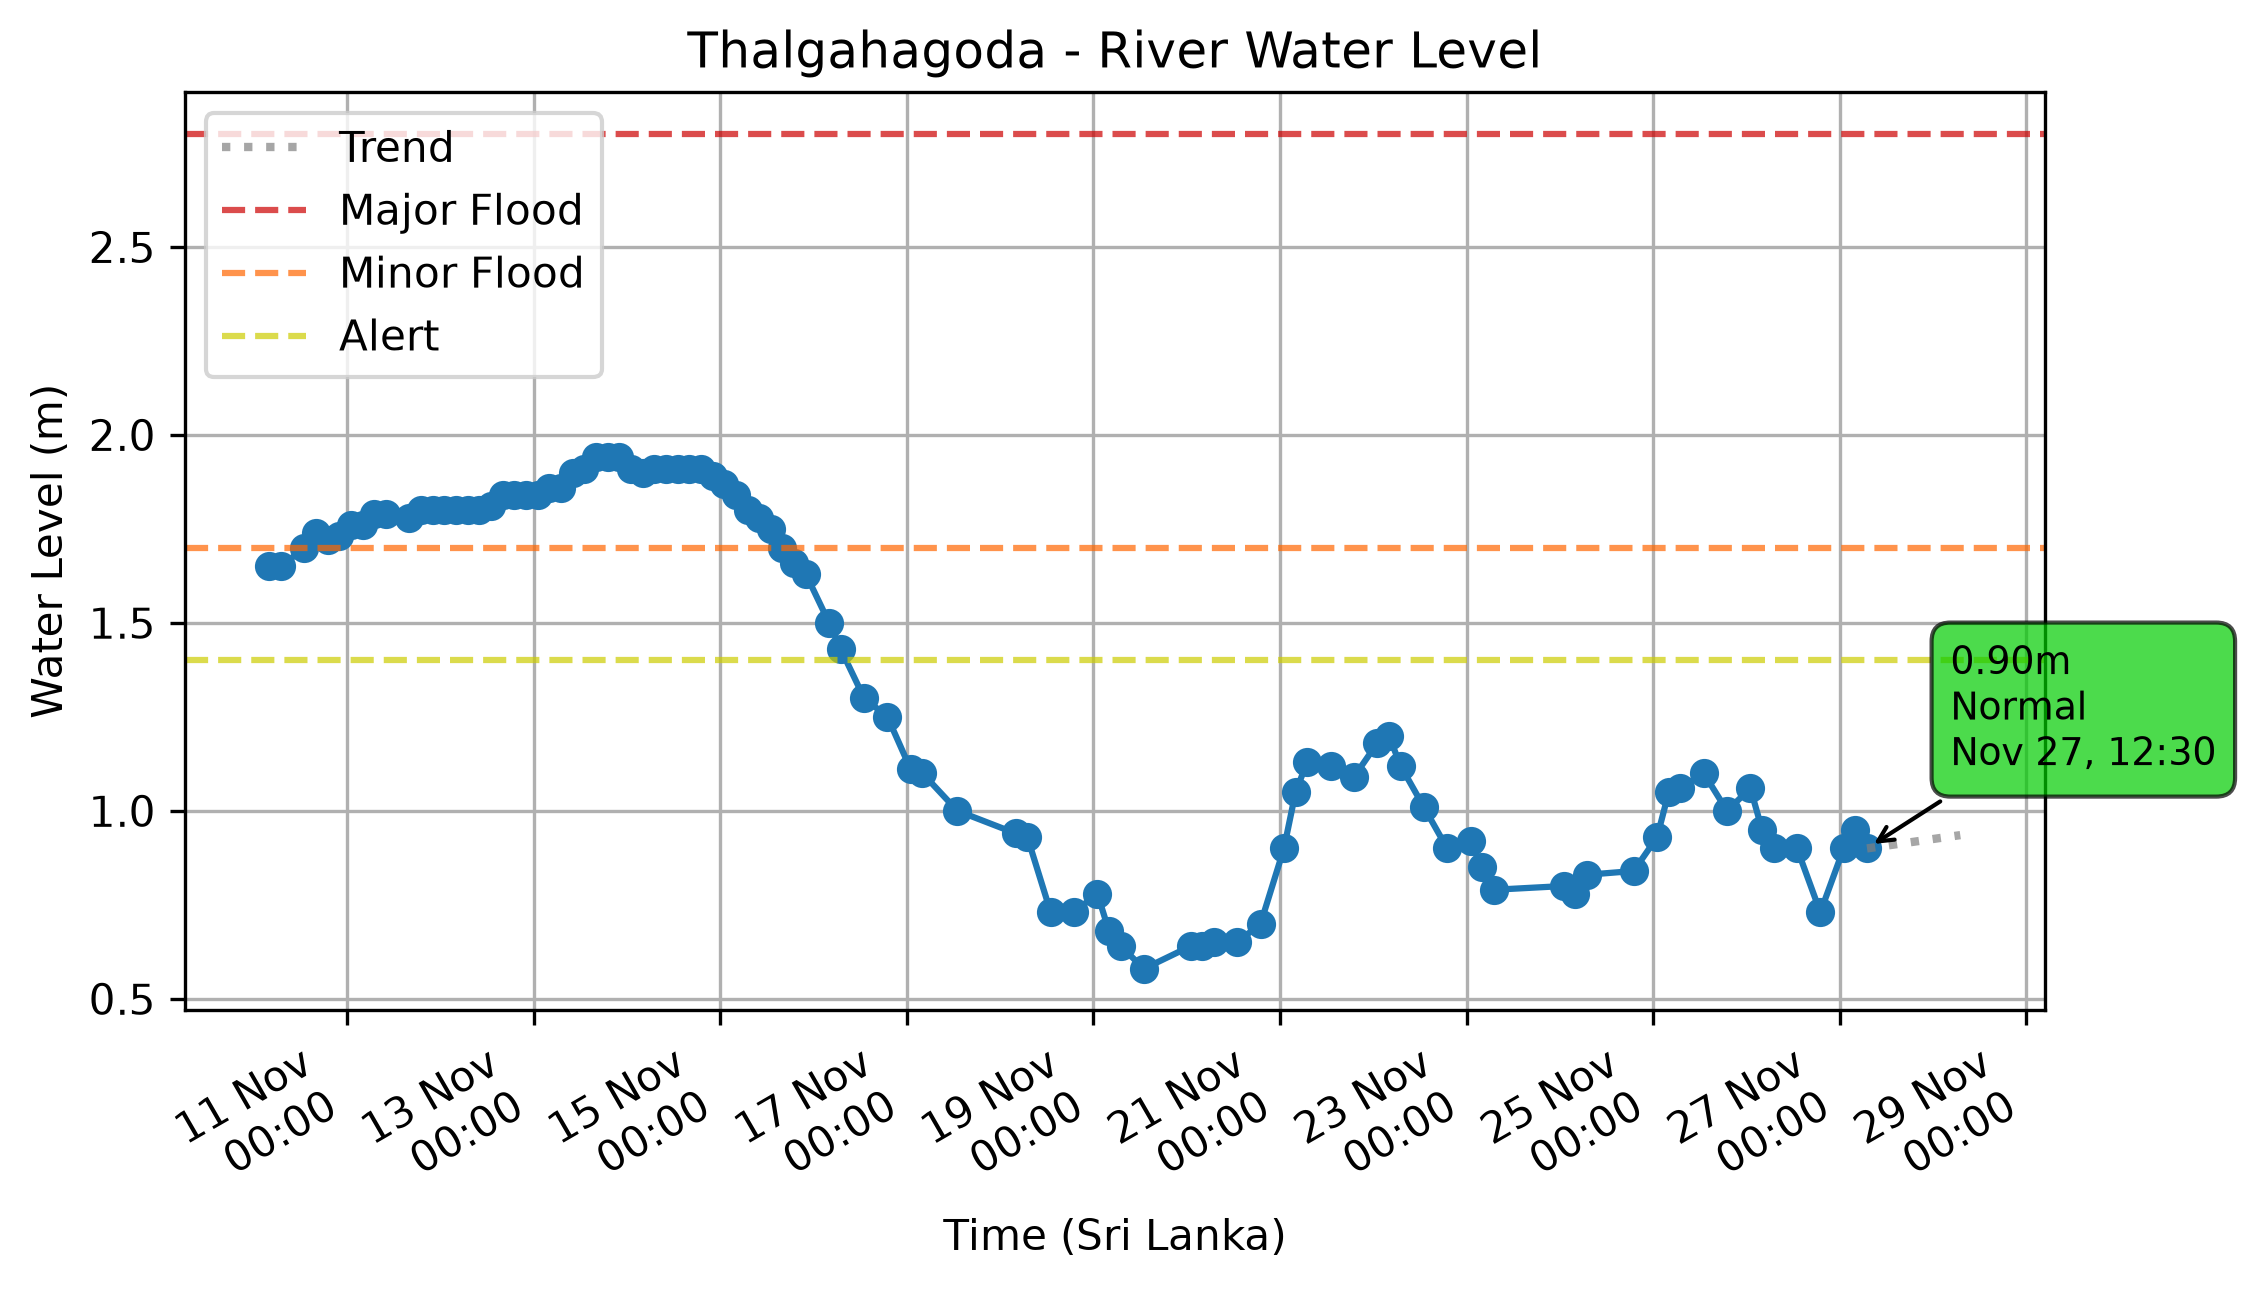 Thalgahagoda - River Water Level
Trend
Major Flood
Minor Flood
Alert
Water Level (m)
2.5
2.0
1.5
1.0
0.5
0.90m
Normal
Nov 27, 12:30
11 Nov
00:00
13 Nov
00:00
15 Nov
00:00
17 Nov
00:00
19 Nov
00:00
21 Nov
00:00
23 Nov
00:00
25 Nov
00:00
27 Nov
00:00
29 Nov
00:00
Time (Sri Lanka)